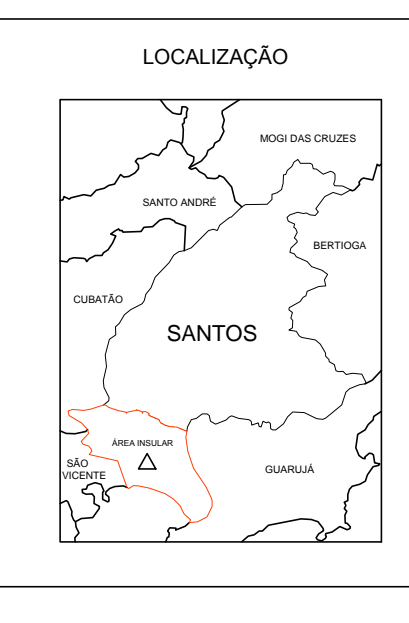 LOCALIZAÇÃO
MOGI DAS CRUZES
SANTO ANDRÉ
BERTIOGA
CUBATÃO
SANTOS
ÁREA INSULAR
SÃO
VICENTE
GUARUJÁ